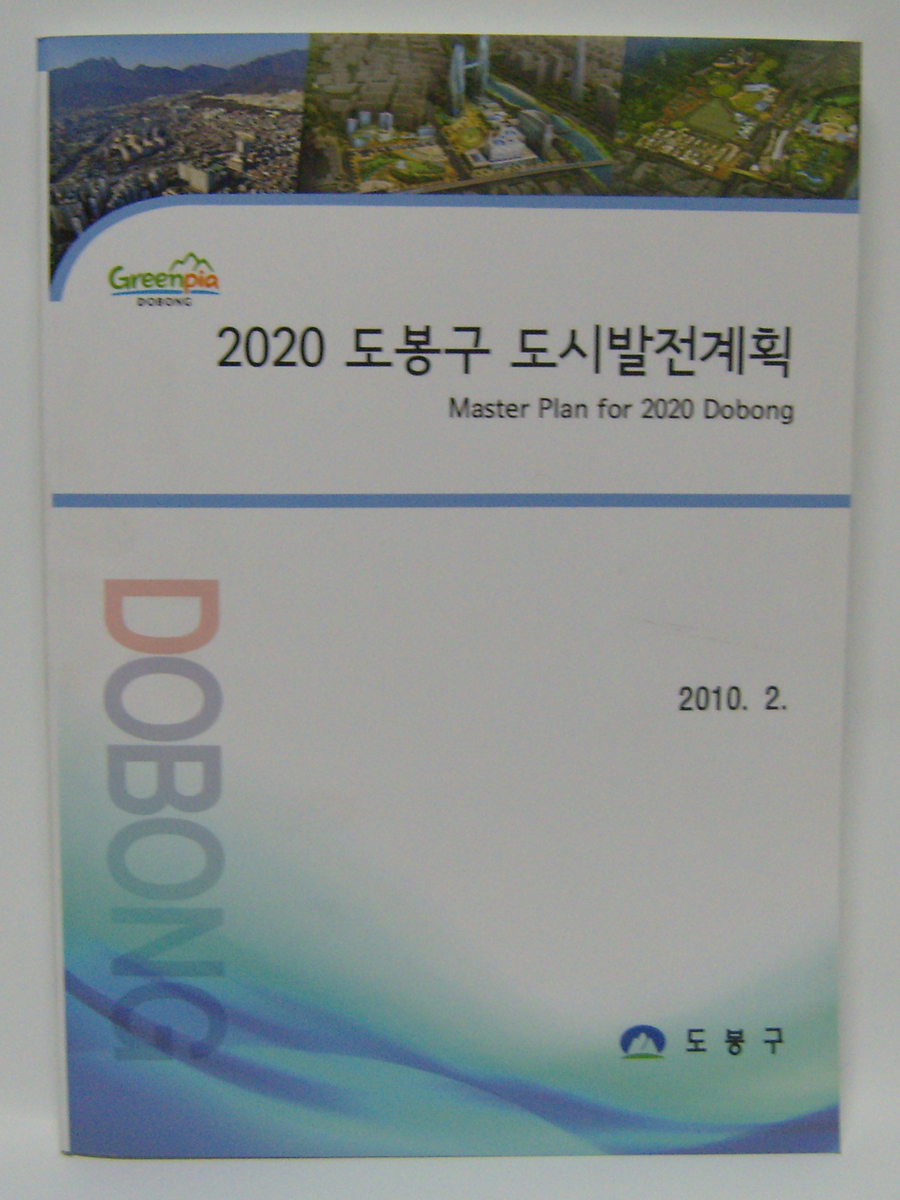 Greenpia
DOBONG
2020 도봉구 도시발전계획
Master Plan for 2020 Dobong
DOBONG
2010. 2.
도봉구